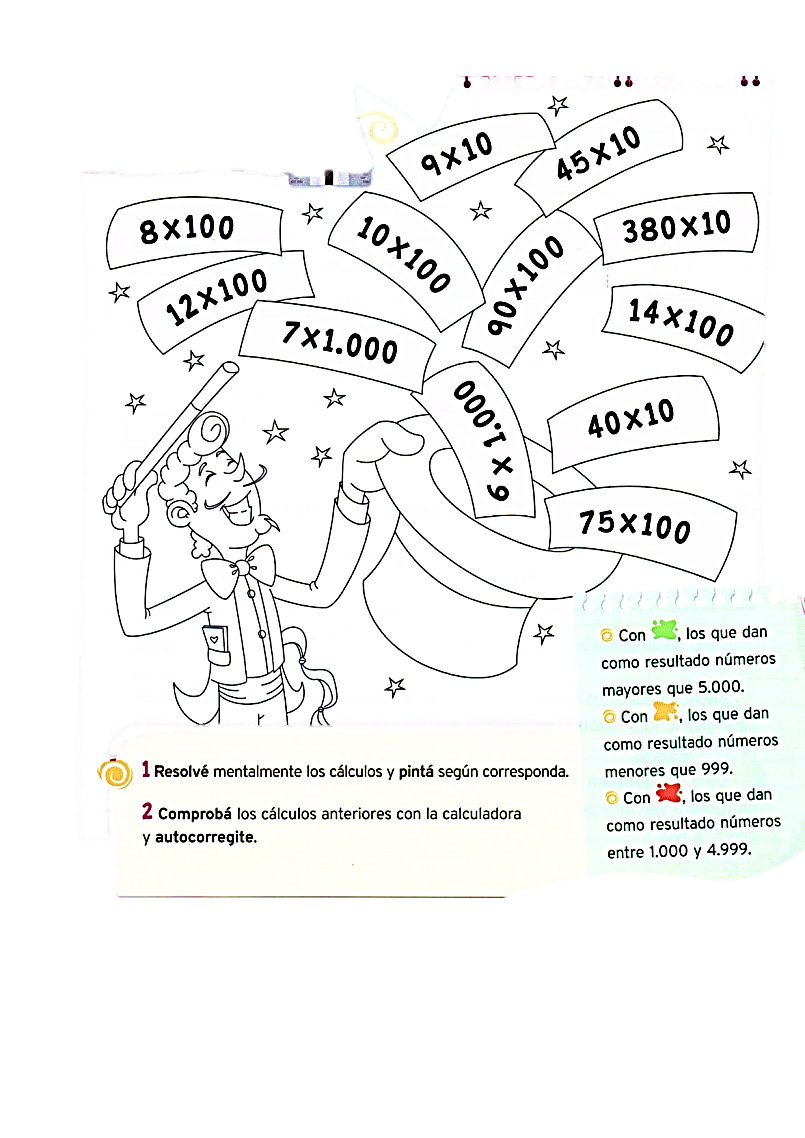 9x10
45x10
8x100
10x100
90x100
380x10
12x100
14x100
7x1.000
6 x 1.000
40x10
75x100
Con , los que dan
como resultado números
mayores que 5.000.
Con , los que dan
como resultado números
menores que 999.
Con , los que dan
como resultado números
entre 1.000 y 4.999.
1 Resolvé mentalmente los cálculos y pintá según corresponda.
2 Comprobá los cálculos anteriores con la calculadora
y autocorregite.